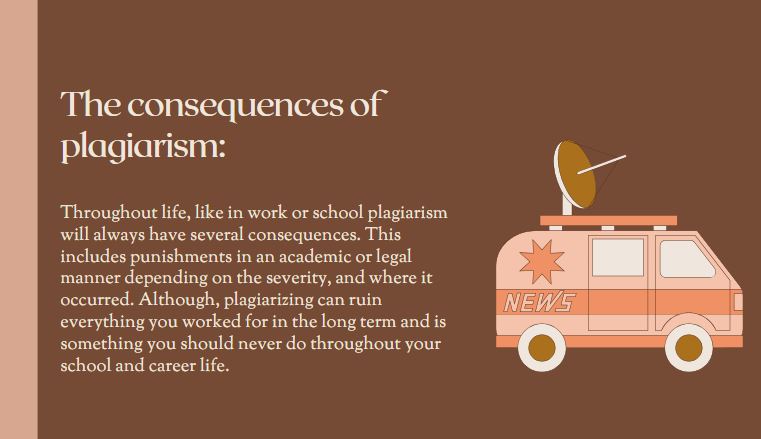 The consequences of
plagiarism:
Throughout life, like in work or school plagiarism
will always have several consequences. This
includes punishments in an academic or legal
manner depending on the severity, and where it
occurred. Although, plagiarizing can ruin
everything you worked for in the long term and is
something you should never do throughout your
school and career life.
NEWS